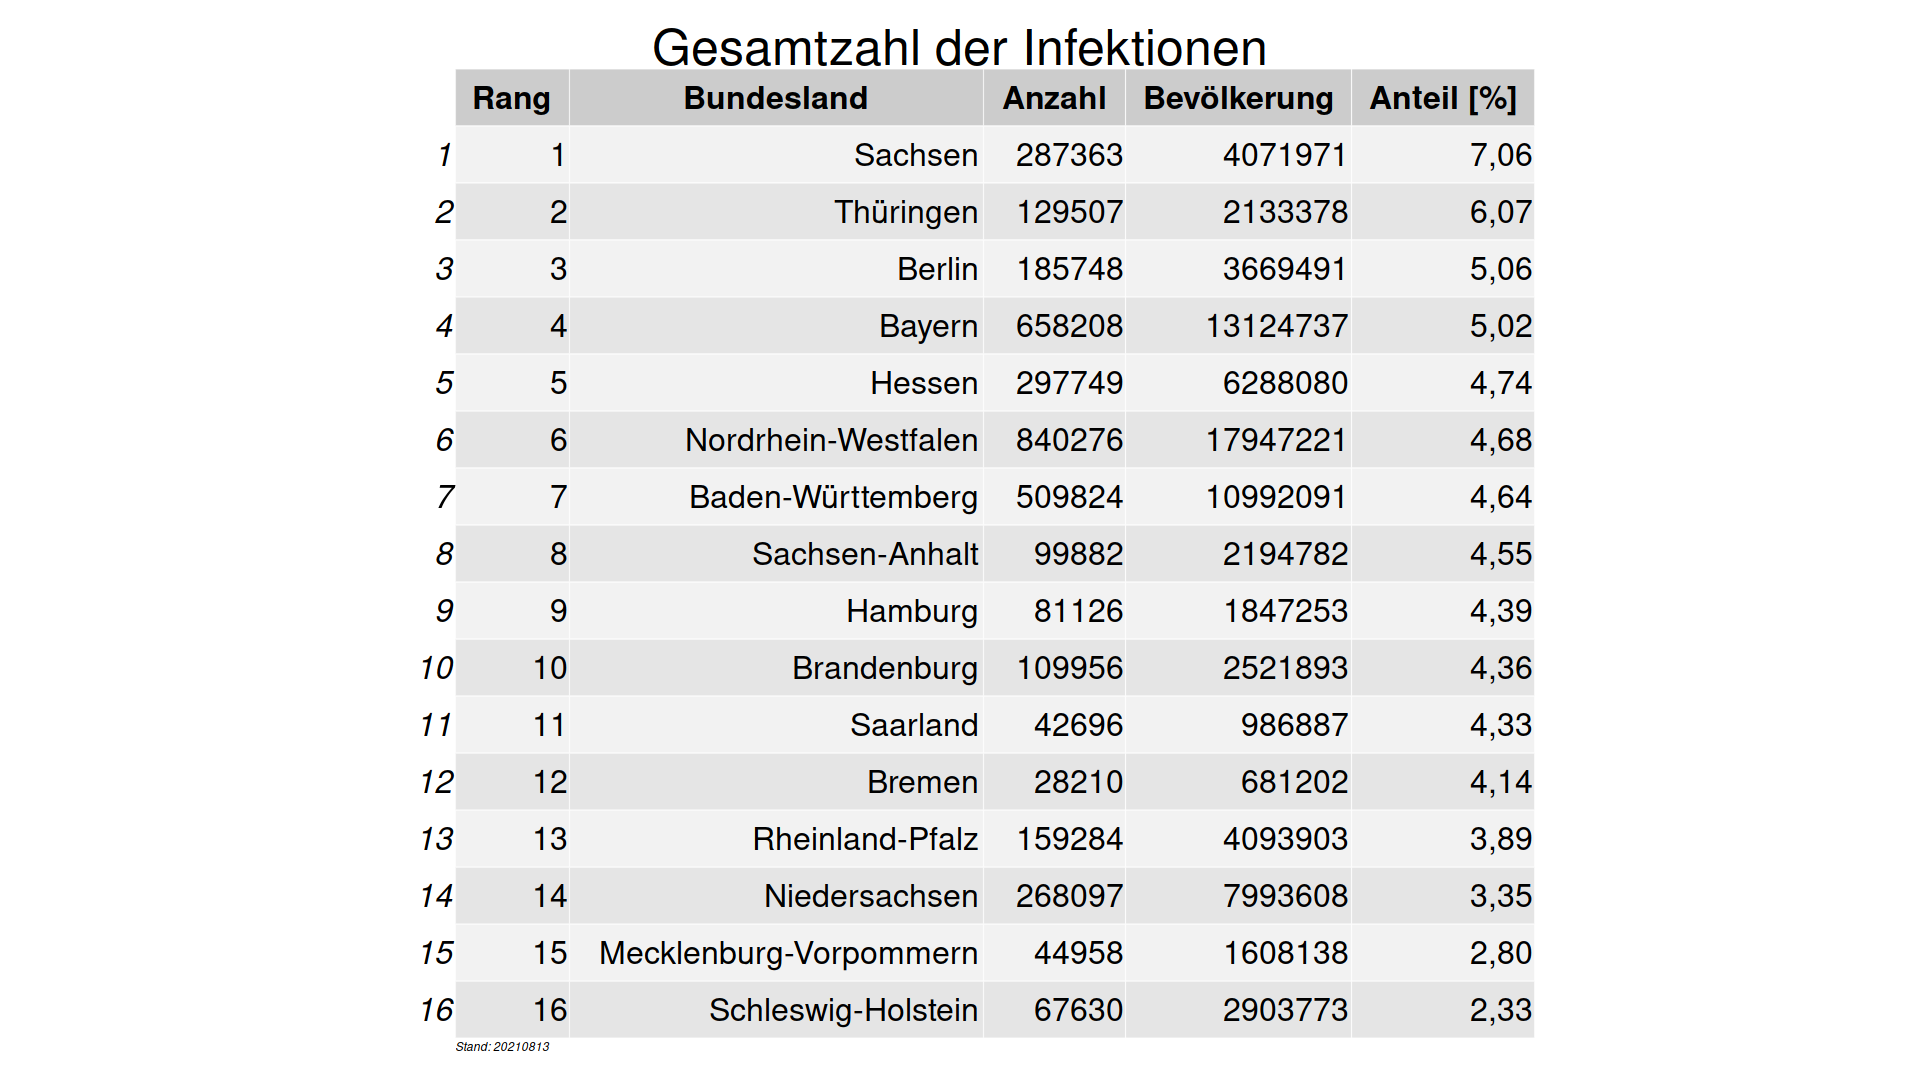 Gesamtzahl der Infektionen
Rang Bundesland Anzahl Bevölkerung Anteil [%]
1 1 Sachsen 287363 4071971 7,06
2 2 Thüringen 129507 2133378 6,07
3 3 Berlin 185748 3669491 5,06
4 4 Bayern 658208 13124737 5,02
5 5 Hessen 297749 6288080 4,74
6 6 Nordrhein-Westfalen 840276 17947221 4,68
7 7 Baden-Württemberg 509824 10992091 4,64
8 8 Sachsen-Anhalt 99882 2194782 4,55
9 9 Hamburg 81126 1847253 4,39
10 10 Brandenburg 109956 2521893 4,36
11 11 Saarland 42696 986887 4,33
12 12 Bremen 28210 681202 4,14
13 13 Rheinland-Pfalz 159284 4093903 3,89
14 14 Niedersachsen 268097 7993608 3,35
15 15 Mecklenburg-Vorpommern 44958 1608138 2,80
16 16 Schleswig-Holstein 67630 2903773 2,33
Stand: 20210813